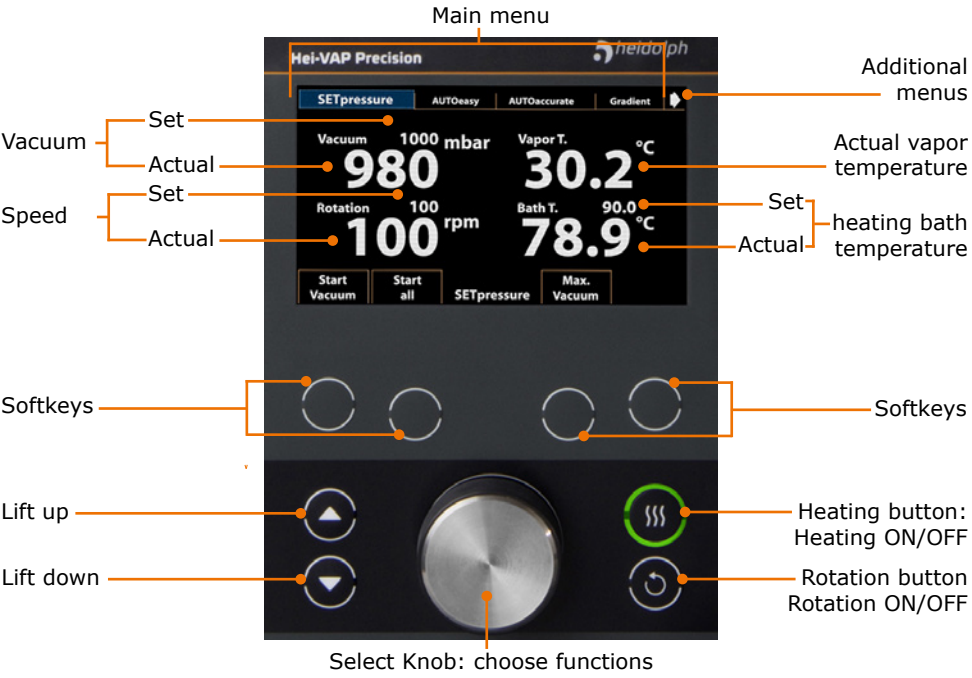 Main menu
Hei-VAP Precision
heidolph
Additional
menus
SETpressure AUTOeasy AUTOaccurate Gradient
Vacuum
Set
Actual
Vacuum 1000 mbar
980
Vapor T. °C
30.2
Actual vapor
temperature
Speed
Set
Actual
Rotation 100 rpm
100
Bath T. 90.0 °C
78.9
Set
Actual
heating bath
temperature
Start
Vacuum
Start
all
SETpressure
Max.
Vacuum
Softkeys
Softkeys
Lift up
Lift down
Heating button:
Heating ON/OFF
Rotation button
Rotation ON/OFF
Select Knob: choose functions